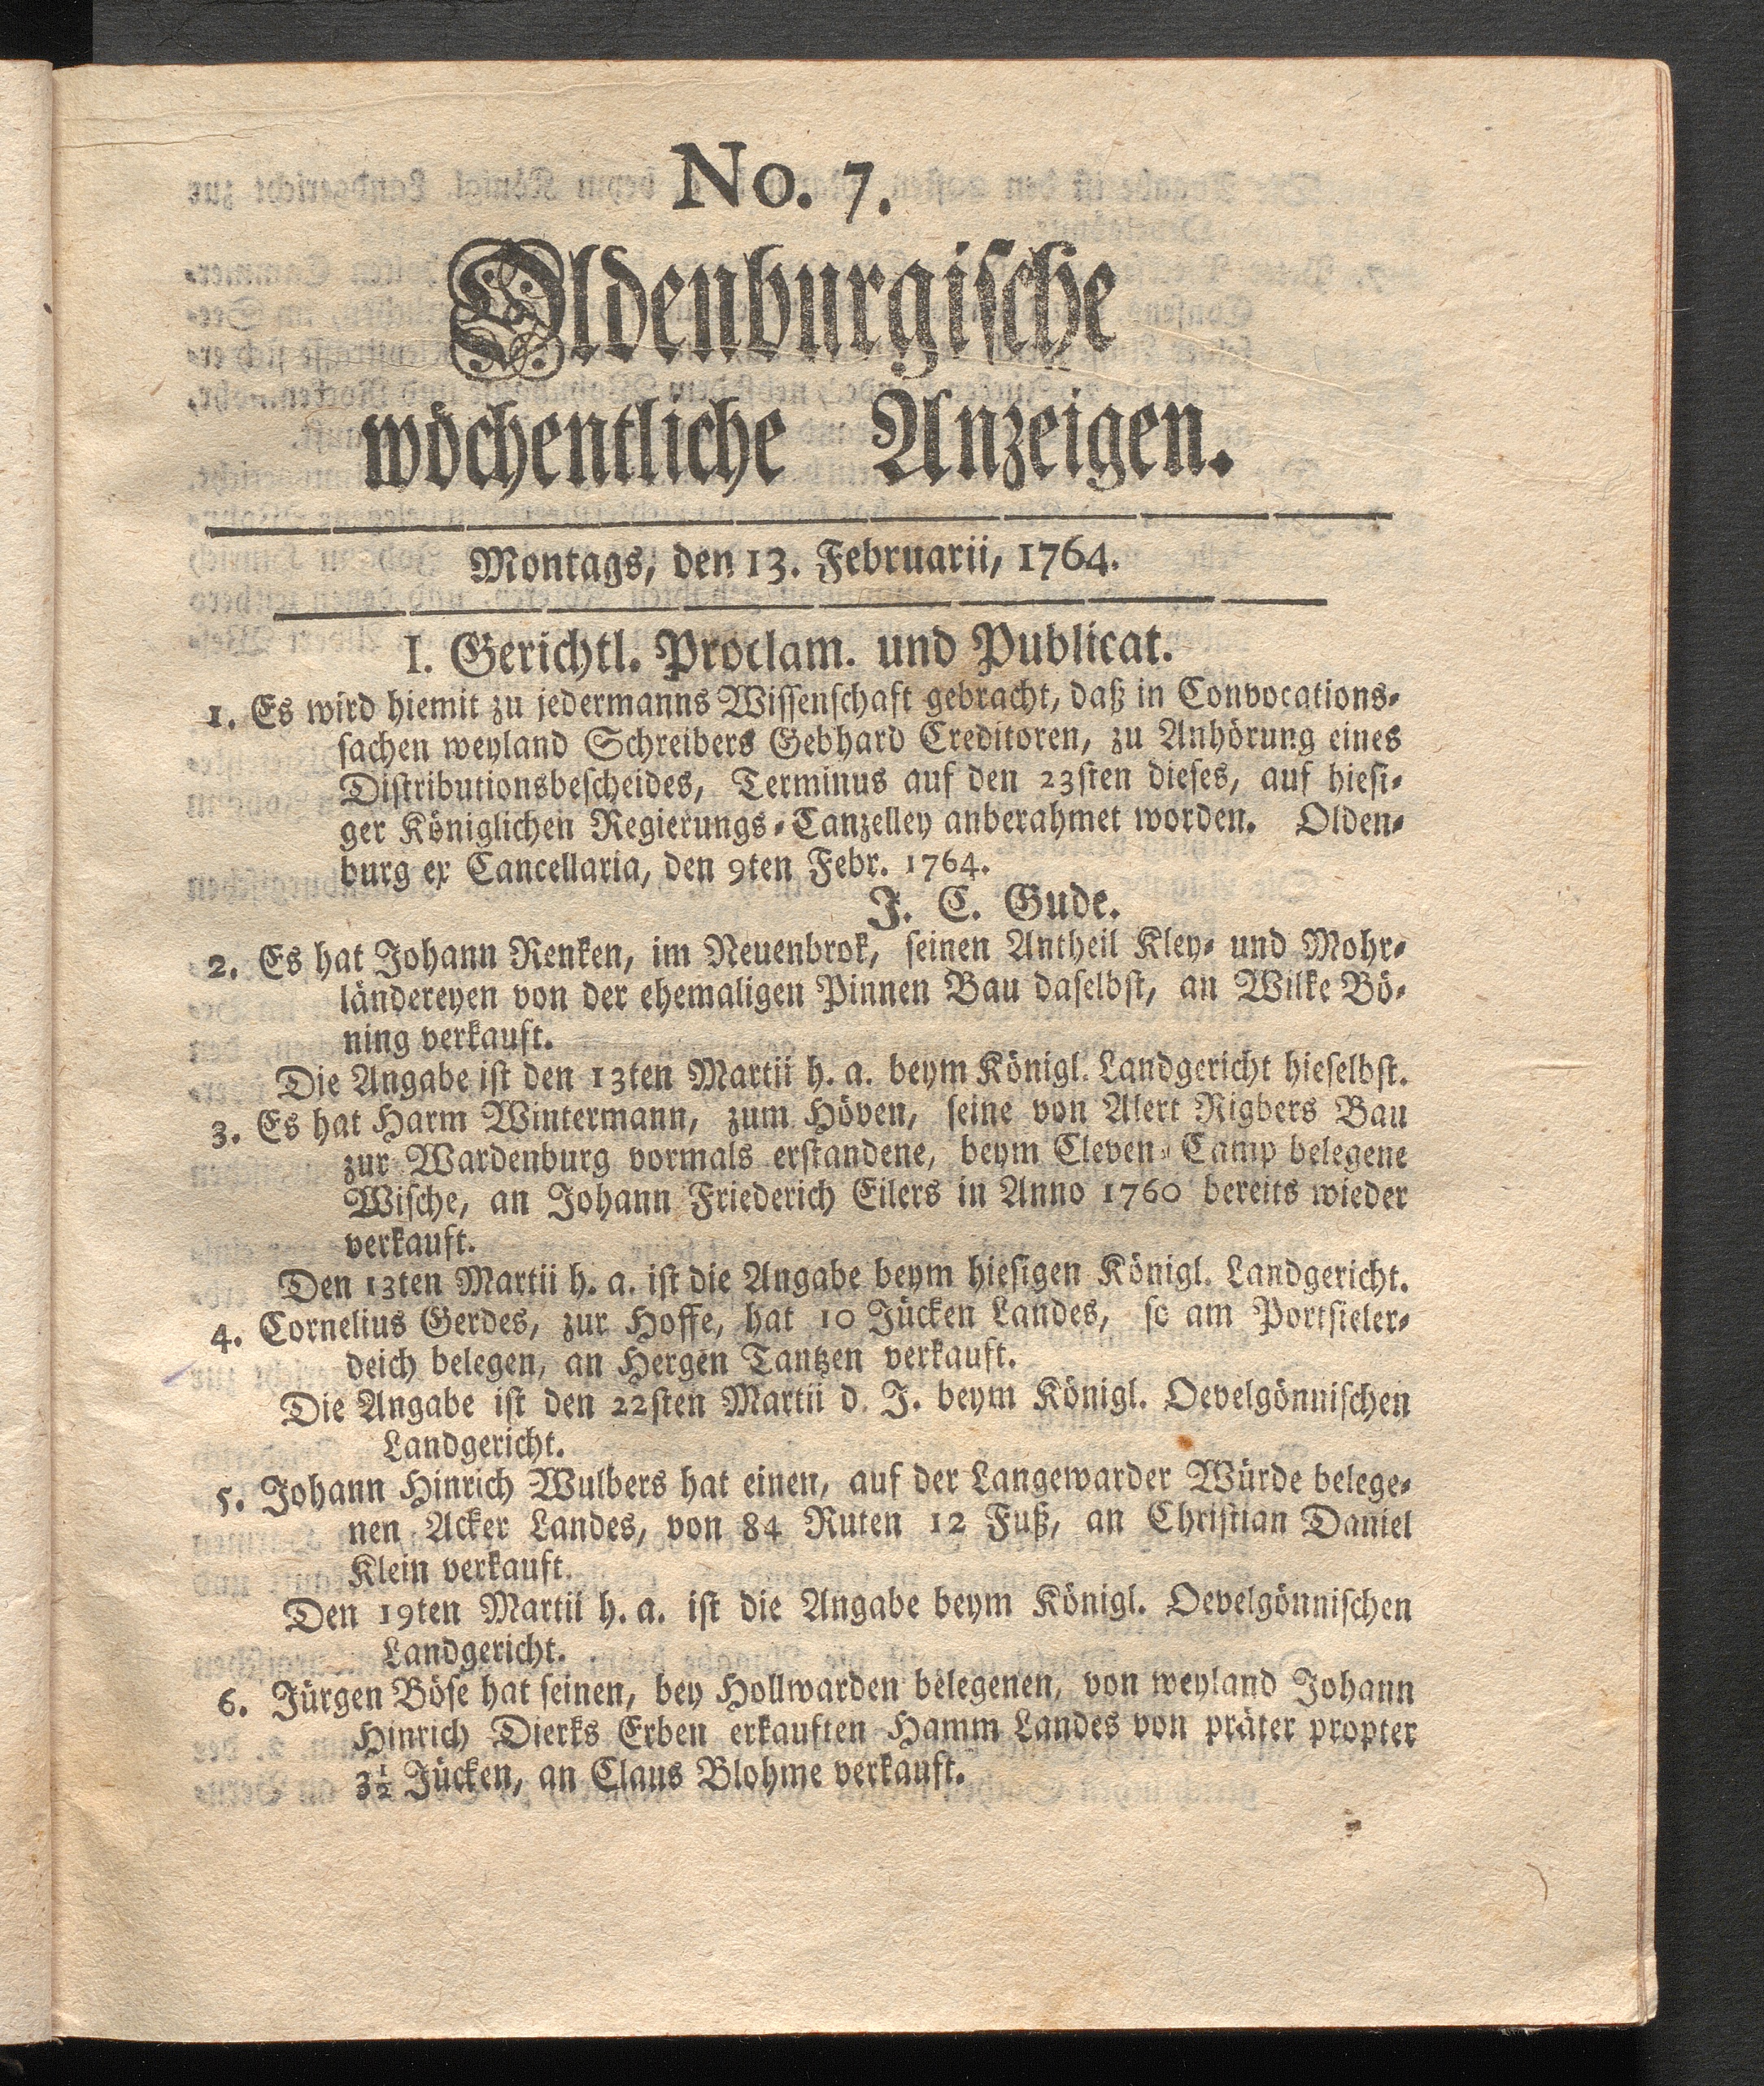 No. 7.
Oldenburgische
wöchentliche Anzeigen.
Montags, den 13. Februarii, 1764.
I. Gerichtl. Proclam. und Publicat.
1. Es wird hiemit zu jedermanns Wissenschaft gebracht, daß in Convocations-
sachen weyland Schreibers Gebhard Creditoren, zu Anhörung eines
Distributionsbescheides, Terminus auf den 23sten dieses, auf hiesi-
ger Königlichen Regierungs-Canzelley anberahmet worden. Olden-
burg ex Cancellaria, den 9ten Febr. 1764.
J. C. Gude.
2. Es hat Johann Renken, im Neuenbrok, seinen Antheil Kley- und Mohr-
ländereyen von der ehemaligen Pinnen Bau daselbst, an Wilke Bö-
ning verkauft.
Die Angabe ist den 13ten Martii h. a. beym Königl. Landgericht hieselbst.
3. Es hat Harm Wintermann, zum Höven, seine von Alert Rigbers Bau
zur Wardenburg vormals erstandene, beym Cleven-Camp belegene
Wische, an Johann Friederich Eilers in Anno 1760 bereits wieder
verkauft.
Den 13ten Martii h. a. ist die Angabe beym hiesigen Königl. Landgericht.
4. Cornelius Gerdes, zur Hoffe, hat 10 Jücken Landes, so am Portsieler-
deich belegen, an Hergen Tantzen verkauft.
Die Angabe ist den 22sten Martii d. J. beym Königl. Oevelgönnischen
Landgericht.
5. Johann Hinrich Wulbers hat einen, auf der Langewarder Würde belege-
nen Acker Landes, von 84 Ruten 12 Fuß, an Christian Daniel
Klein verkauft.
Den 19ten Martii h. a. ist die Angabe beym Königl. Oevelgönnischen
Landgericht.
6. Jürgen Böse hat seinen, bey Hollwarden belegenen, von weyland Johann
Hinrich Dierks Erben erkauften Hamm Landes von präter propter
3½ Jücken, an Claus Blohme verkauft.